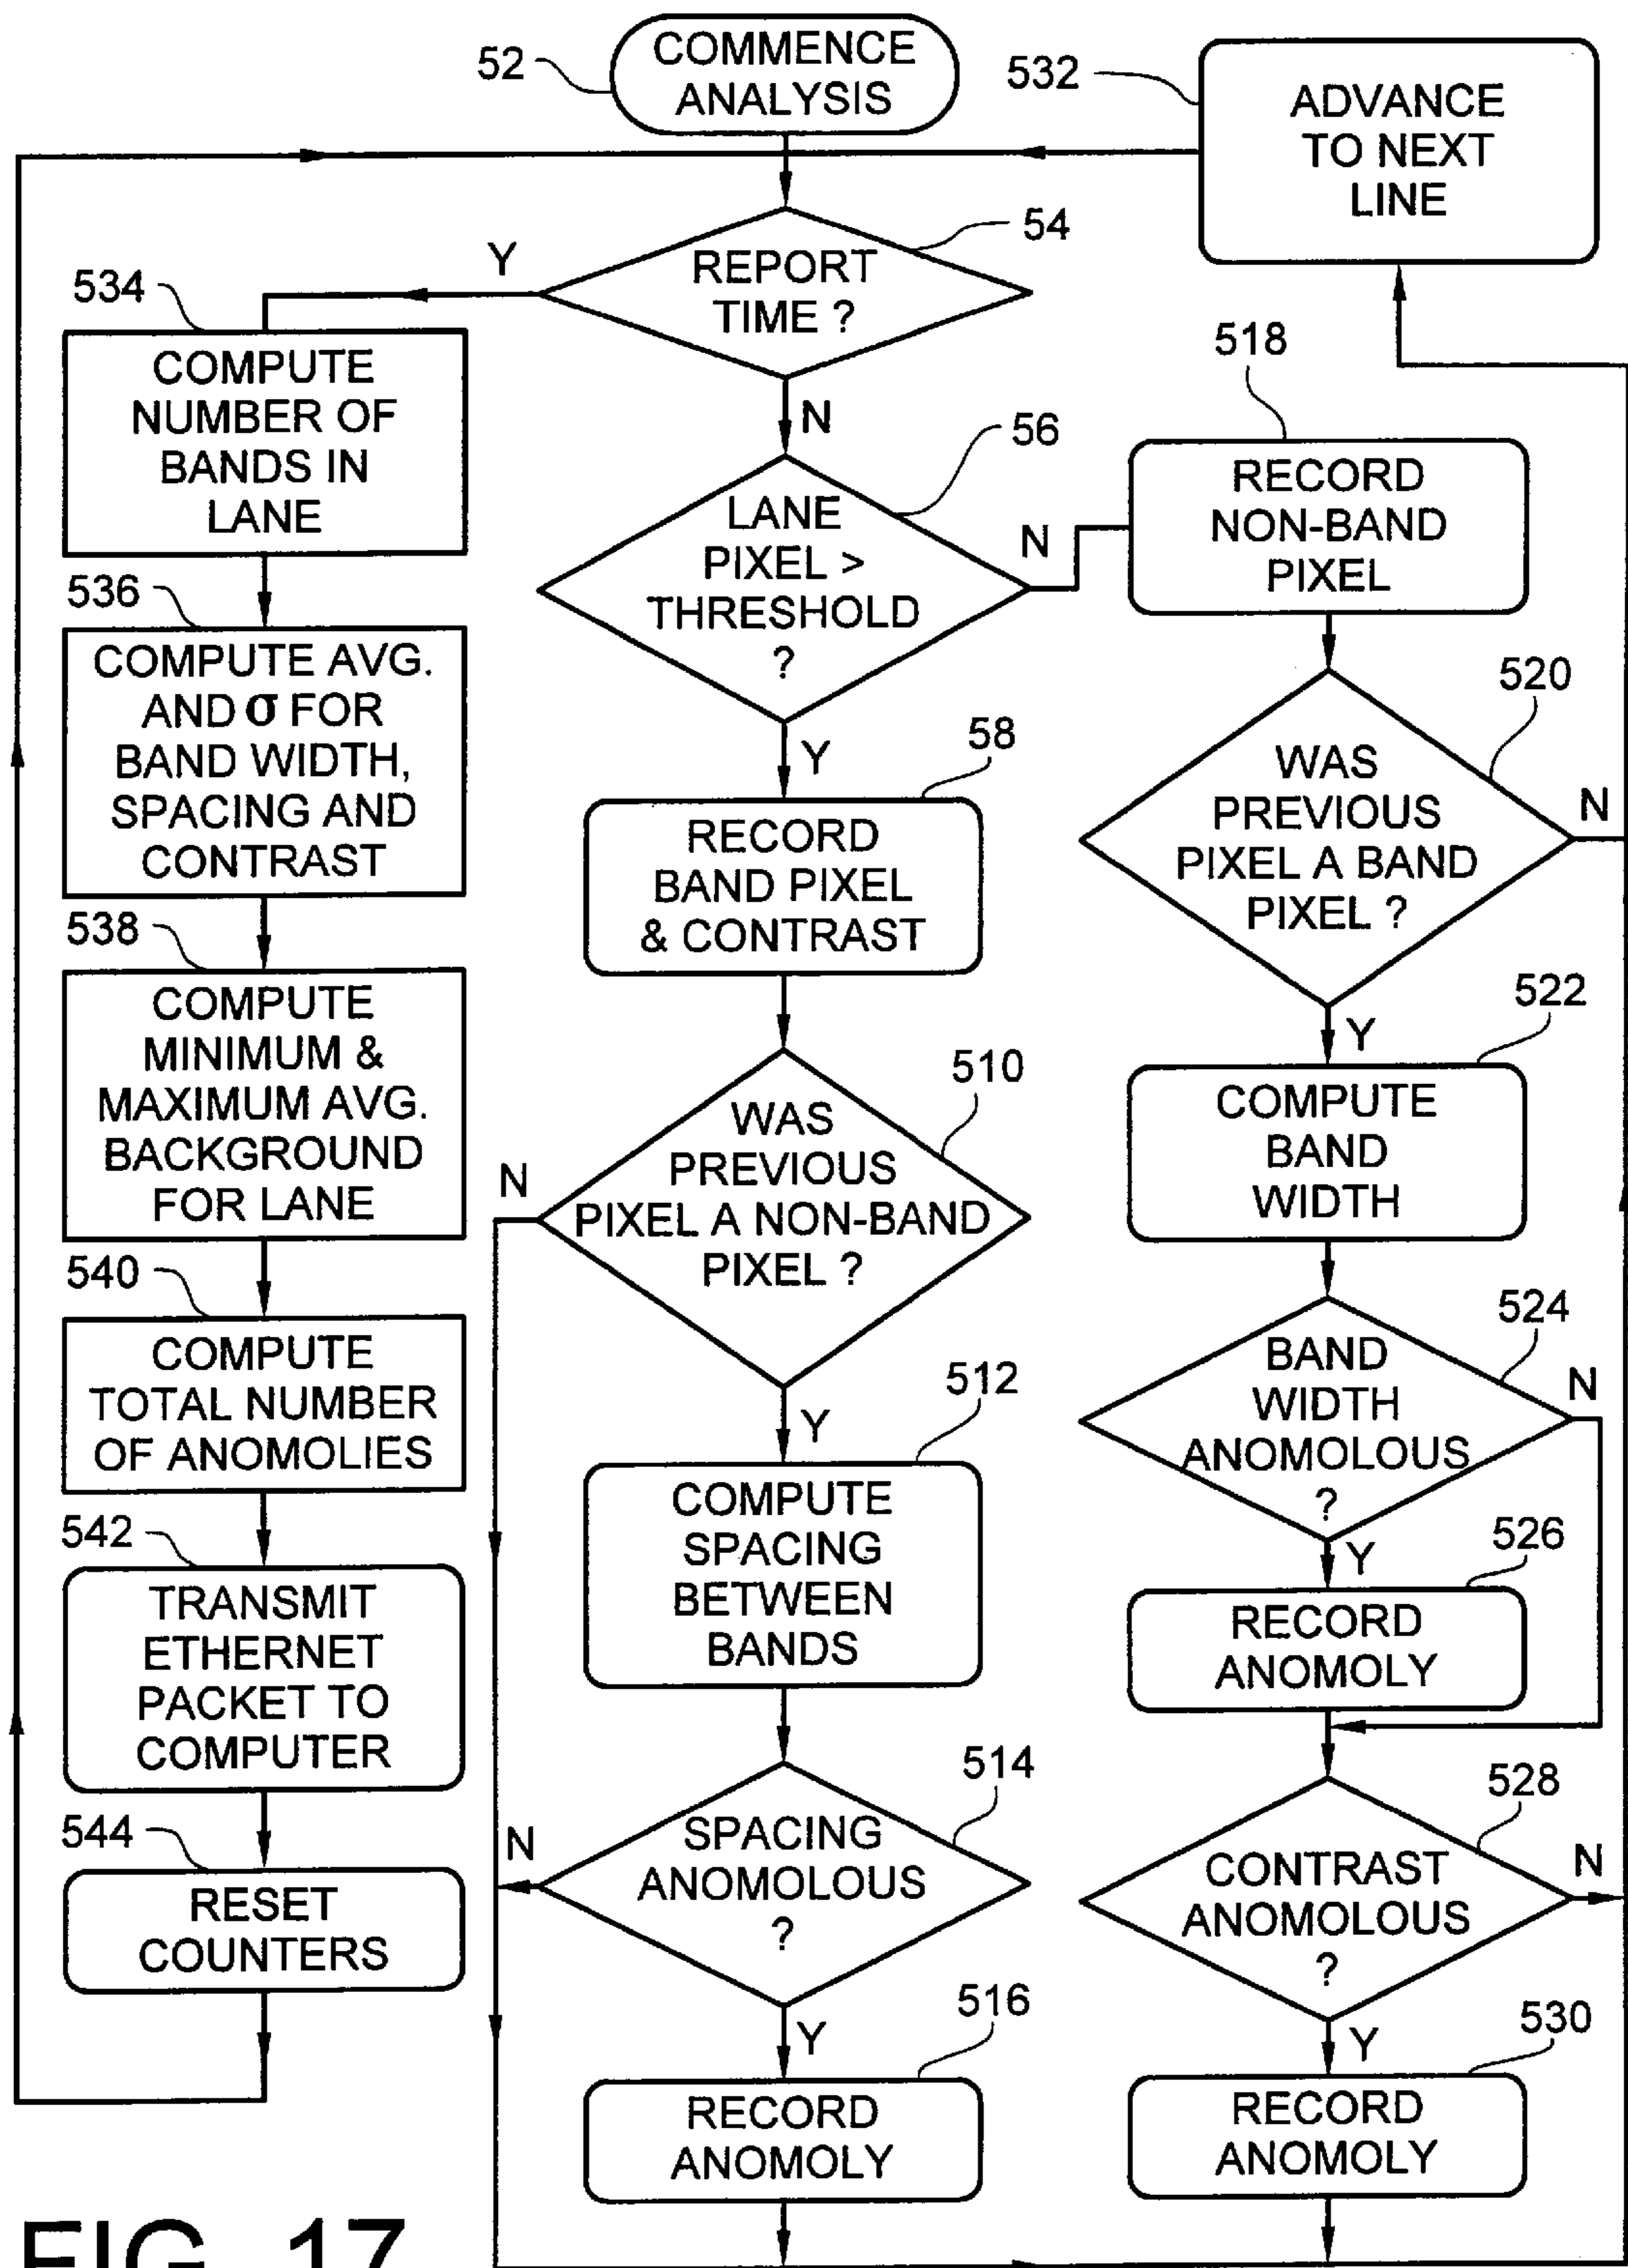 52
COMMENCE
ANALYSIS
532
ADVANCE
TO NEXT
LINE
54
REPORT
TIME ?
Y
N
534
COMPUTE
NUMBER OF
BANDS IN
LANE
536
COMPUTE AVG.
AND σ FOR
BAND WIDTH,
SPACING AND
CONTRAST
538
COMPUTE
MINIMUM &
MAXIMUM AVG.
BACKGROUND
FOR LANE
540
COMPUTE
TOTAL NUMBER
OF ANOMOLIES
542
TRANSMIT
ETHERNET
PACKET TO
COMPUTER
544
RESET
COUNTERS
56
LANE
PIXEL >
THRESHOLD
?
N
Y
58
RECORD
BAND PIXEL
& CONTRAST
510
WAS
PREVIOUS
PIXEL A NON-BAND
PIXEL ?
N
Y
512
COMPUTE
SPACING
BETWEEN
BANDS
514
SPACING
ANOMOLOUS
?
N
Y
516
RECORD
ANOMOLY
518
RECORD
NON-BAND
PIXEL
520
WAS
PREVIOUS
PIXEL A BAND
PIXEL ?
N
Y
522
COMPUTE
BAND
WIDTH
524
BAND
WIDTH
ANOMOLOUS
?
N
Y
526
RECORD
ANOMOLY
528
CONTRAST
ANOMOLOUS
?
N
Y
530
RECORD
ANOMOLY
FIG. 17